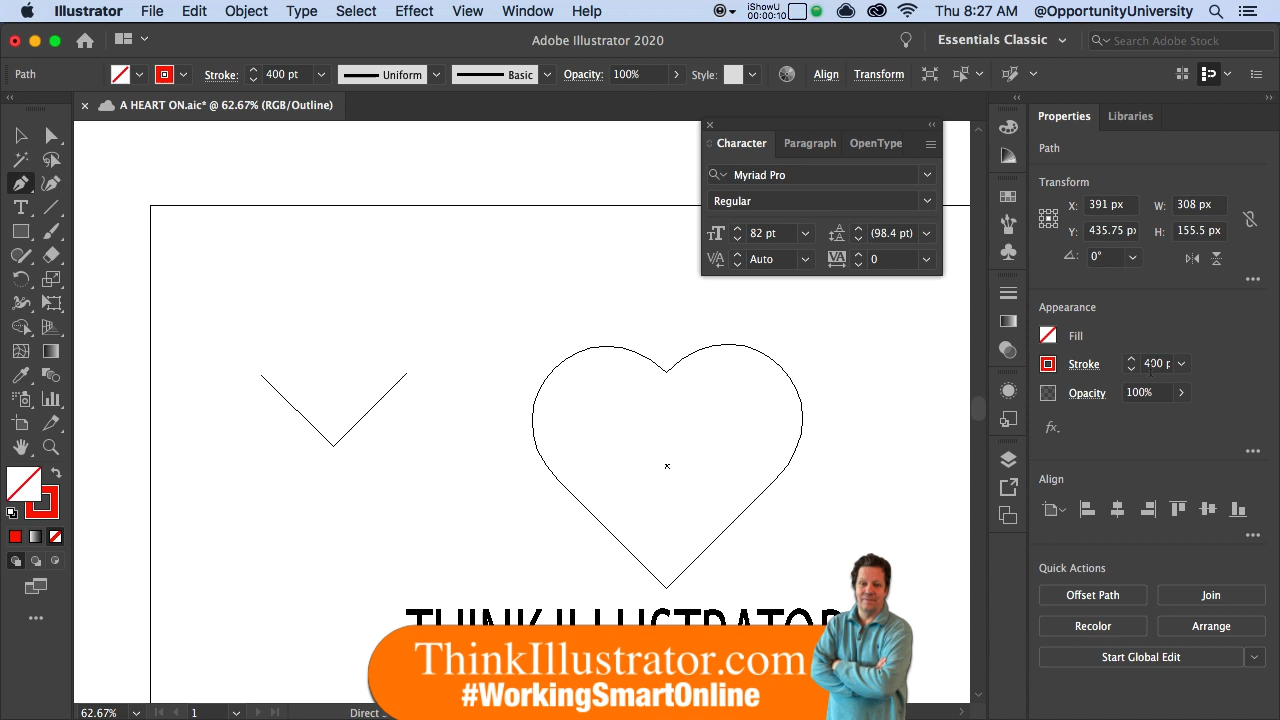 Illustrator File Edit Object Type Select Effect View Window Help iShowU 00:00:10 Thu 8:27 AM @OpportunityUniversity
Adobe Illustrator 2020 Essentials Classic Search Adobe Stock
Path Stroke: 400 pt Uniform Basic Opacity: 100% Style: Align Transform
A HEART ON.aic* @ 62.67% (RGB/Outline)
Properties Libraries
Character Paragraph OpenType
Path
Myriad Pro
Transform
Regular
X: 391 px W: 308 px
82 pt (98.4 pt)
Y: 435.75 px H: 155.5 px
Auto VA 0
0°
Appearance
Fill
Stroke 400 p
Opacity 100%
fx.
Align
Quick Actions
Offset Path Join
THINK ILLUSTRATOR
Recolor Arrange
ThinkIllustrator.com
Start Global Edit
#WorkingSmartOnline
62.67% 1 Direct S